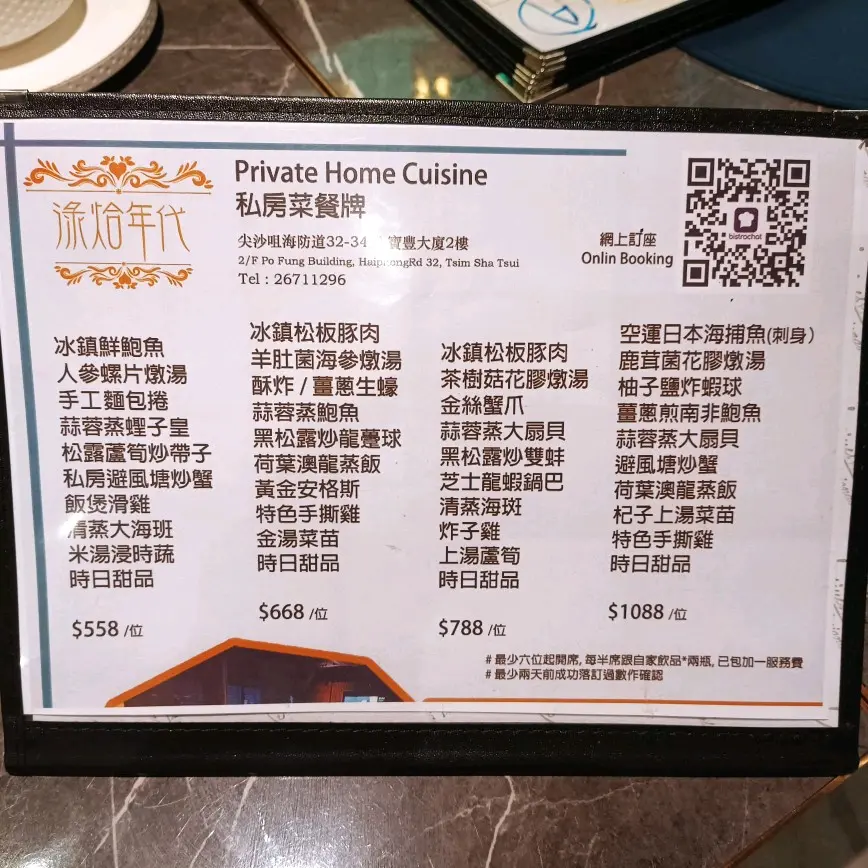 Private Home Cuisine
私房菜餐牌
淥烚年代
尖沙咀海防道32-34 寶豐大廈2樓
2/F Po Fung Building, HaiphongRd 32, Tsim Sha Tsui
Tel : 26711296
網上訂座
Onlin Booking
bistrochat
冰鎮鮮鮑魚
人參螺片燉湯
手工麵包捲
蒜蓉蒸蟶子皇
松露蘆筍炒帶子
私房避風塘炒蟹
飯煲滑雞
清蒸大海班
米湯浸時蔬
時日甜品
$558 /位
冰鎮松板豚肉
羊肚菌海參燉湯
酥炸 / 薑蔥生蠔
蒜蓉蒸鮑魚
黑松露炒龍躉球
荷葉澳龍蒸飯
黃金安格斯
特色手撕雞
金湯菜苗
時日甜品
$668 /位
冰鎮松板豚肉
茶樹菇花膠燉湯
金絲蟹爪
蒜蓉蒸大扇貝
黑松露炒雙蚌
芝士龍蝦鍋巴
清蒸海斑
炸子雞
上湯蘆筍
時日甜品
$788 /位
空運日本海捕魚(刺身)
鹿茸菌花膠燉湯
柚子鹽炸蝦球
薑蔥煎南非鮑魚
蒜蓉蒸大扇貝
避風塘炒蟹
荷葉澳龍蒸飯
杞子上湯菜苗
特色手撕雞
時日甜品
$1088 /位
# 最少六位起開席, 每半席跟自家飲品*兩瓶, 已包加一服務費
# 最少兩天前成功落訂過數作確認